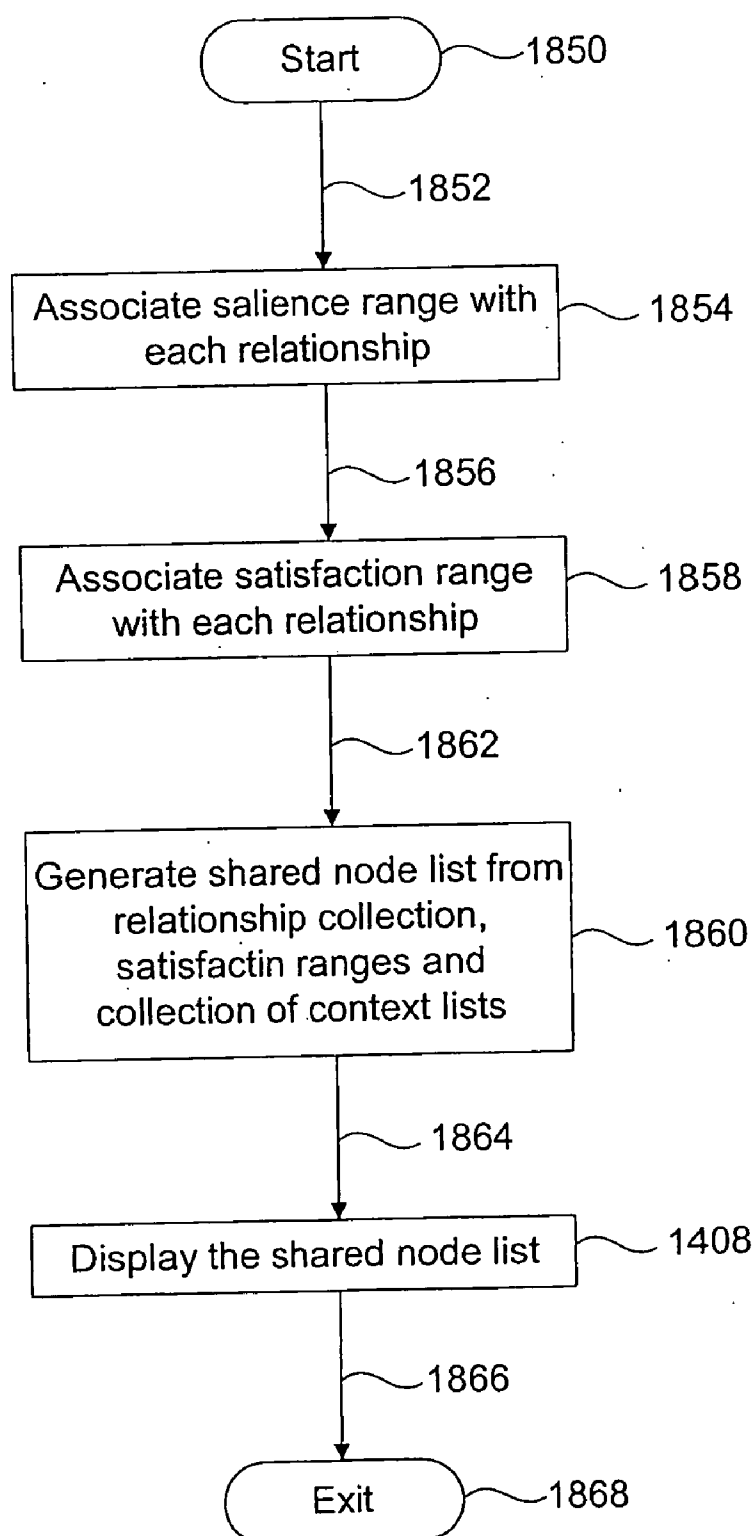 Start
1850
1852
Associate salience range with
each relationship
1854
1856
Associate satisfaction range
with each relationship
1858
1862
Generate shared node list from
relationship collection,
satisfactin ranges and
collection of context lists
1860
1864
Display the shared node list
1408
1866
Exit
1868